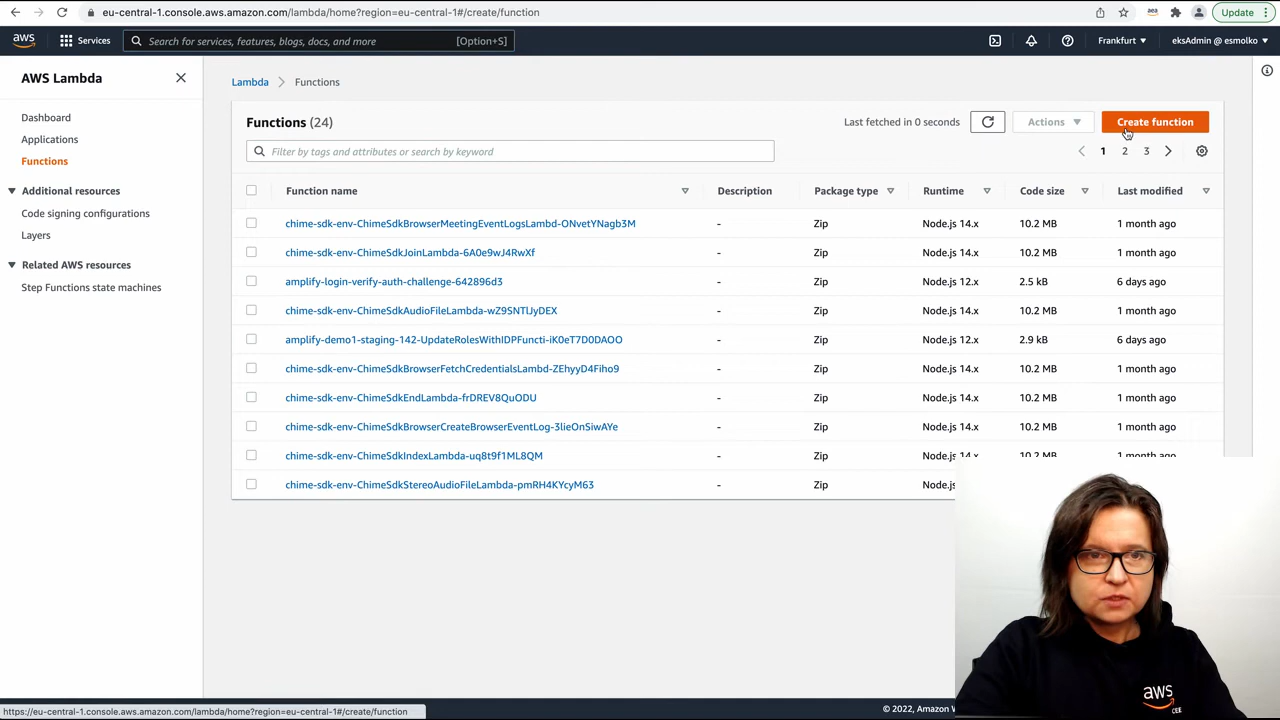 eu-central-1.console.aws.amazon.com/lambda/home?region=eu-central-1#/create/function
Update
aws
Services
Search for services, features, blogs, docs, and more
[Option+S]
Frankfurt
eksAdmin @ esmolko
AWS Lambda
Dashboard
Applications
Functions
Additional resources
Code signing configurations
Layers
Related AWS resources
Step Functions state machines
Lambda
Functions
Functions (24)
Last fetched in 0 seconds
Actions
Create function
Filter by tags and attributes or search by keyword
1 2 3
Function name Description Package type Runtime Code size Last modified
chime-sdk-env-ChimeSdkBrowserMeetingEventLogsLambd-ONvetYNagb3M - Zip Node.js 14.x 10.2 MB 1 month ago
chime-sdk-env-ChimeSdkJoinLambda-6A0e9wJ4RwXf - Zip Node.js 14.x 10.2 MB 1 month ago
amplify-login-verify-auth-challenge-642896d3 - Zip Node.js 12.x 2.5 kB 6 days ago
chime-sdk-env-ChimeSdkAudioFileLambda-wZ9SNTlJyDEX - Zip Node.js 14.x 10.2 MB 1 month ago
amplify-demo1-staging-142-UpdateRolesWithIDPFuncti-iK0eT7D0DAOO - Zip Node.js 12.x 2.9 kB 6 days ago
chime-sdk-env-ChimeSdkBrowserFetchCredentialsLambd-ZEhyyD4Fiho9 - Zip Node.js 14.x 10.2 MB 1 month ago
chime-sdk-env-ChimeSdkEndLambda-frDREV8QuODU - Zip Node.js 14.x 10.2 MB 1 month ago
chime-sdk-env-ChimeSdkBrowserCreateBrowserEventLog-3lieOnSiwAYe - Zip Node.js 14.x 10.2 MB 1 month ago
chime-sdk-env-ChimeSdkIndexLambda-uq8t9f1ML8QM - Zip Node.js 14.x 10.2 MB 1 month ago
chime-sdk-env-ChimeSdkStereoAudioFileLambda-pmRH4KYcyM63 - Zip Node.js
aws
https://eu-central-1.console.aws.amazon.com/lambda/home?region=eu-central-1#/create/function
© 2022, Amazon